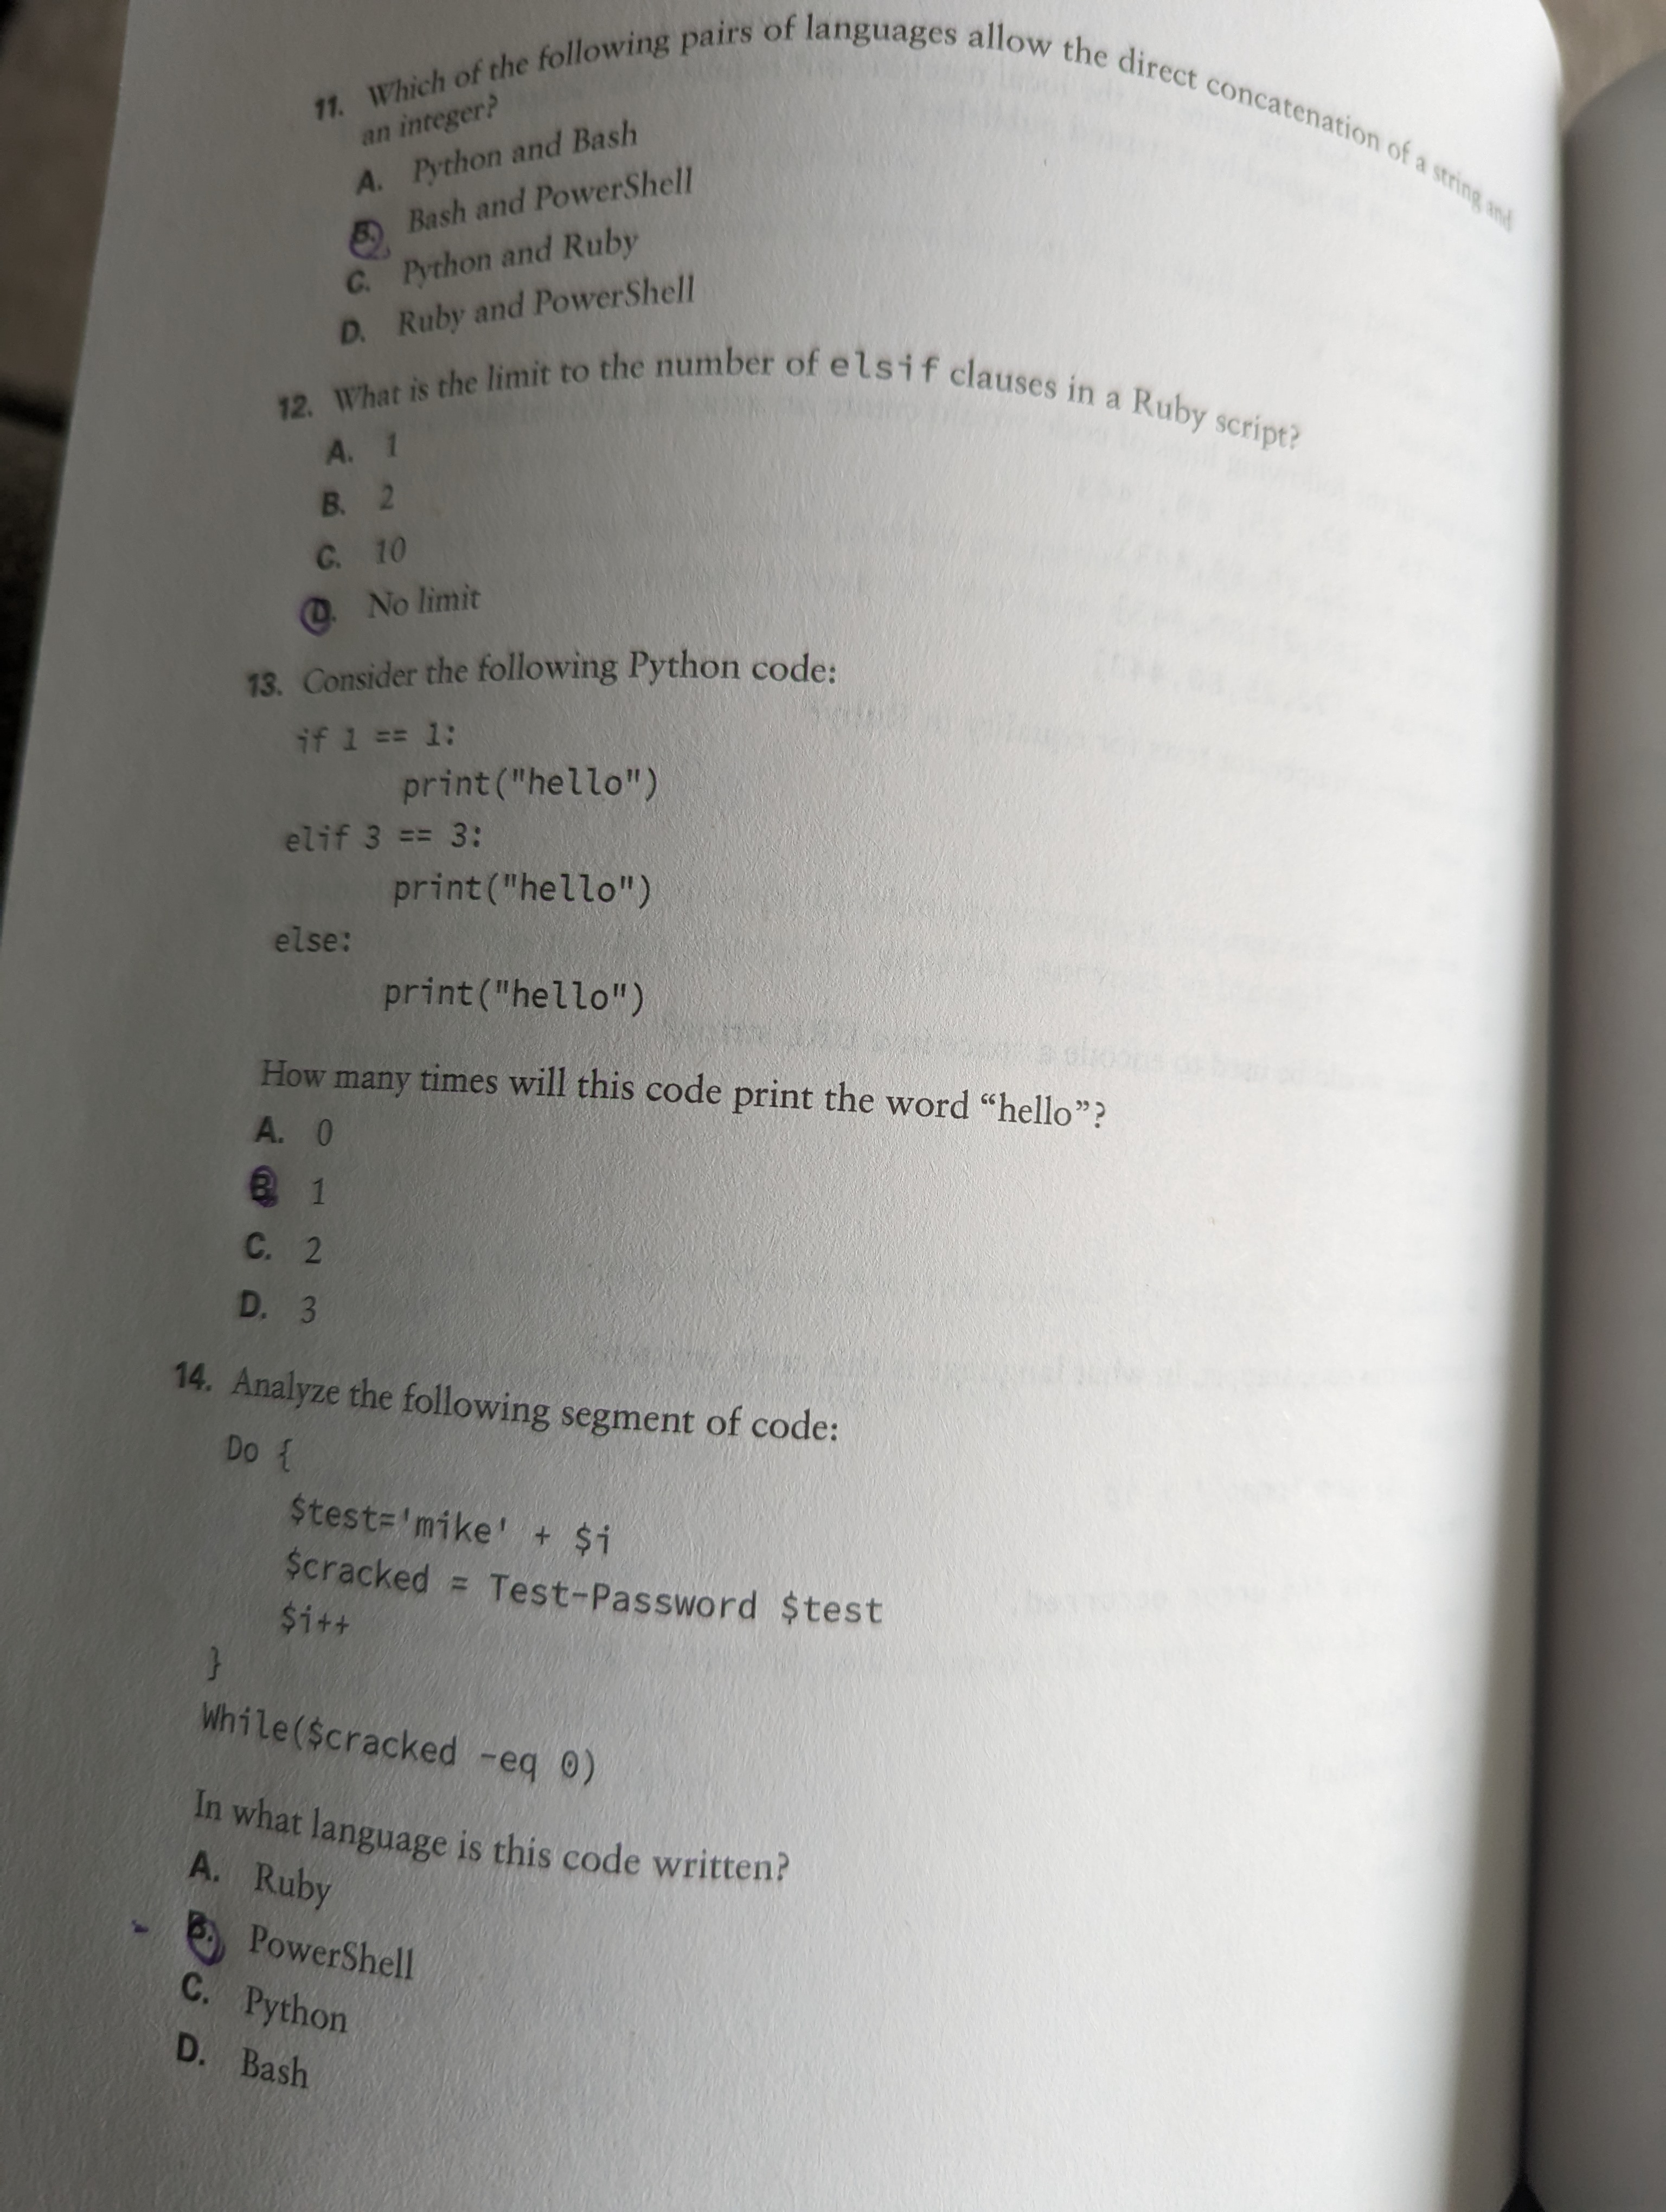 11. Which of the following pairs of languages allow the direct concatenation of a string and
an integer?
A. Python and Bash
B. Bash and PowerShell
C. Python and Ruby
D. Ruby and PowerShell
12. What is the limit to the number of elsif clauses in a Ruby script?
A. 1
B. 2
C. 10
D. No limit
13. Consider the following Python code:
if 1 == 1:
print("hello")
elif 3 == 3:
print("hello")
else:
print("hello")
How many times will this code print the word “hello”?
A. 0
B. 1
C. 2
D. 3
14. Analyze the following segment of code:
Do {
$test='mike' + $i
$cracked = Test-Password $test
$i++
}
While($cracked -eq 0)
In what language is this code written?
A. Ruby
B. PowerShell
C. Python
D. Bash